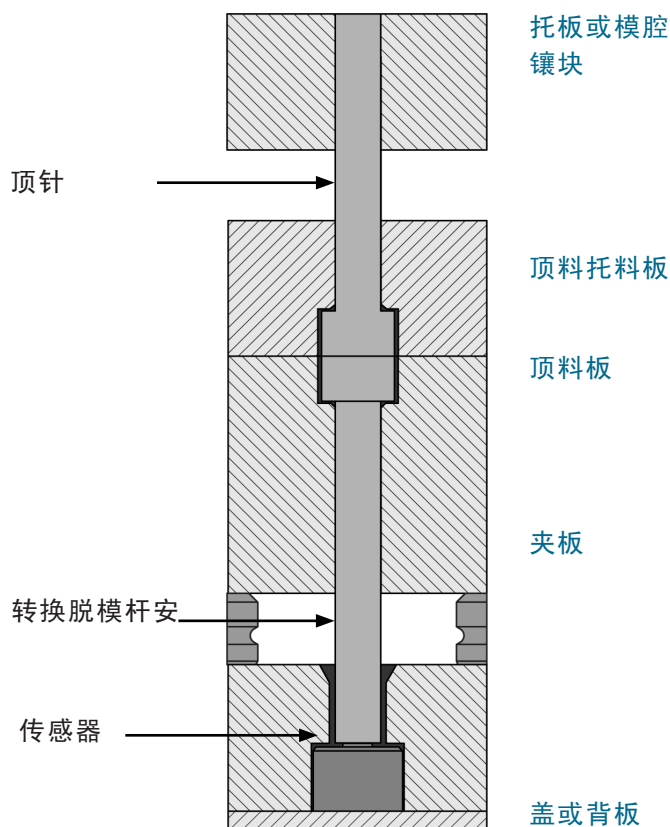 托板或模腔
镶块
顶针
顶料托料板
顶料板
夹板
转换脱模杆安
传感器
盖或背板